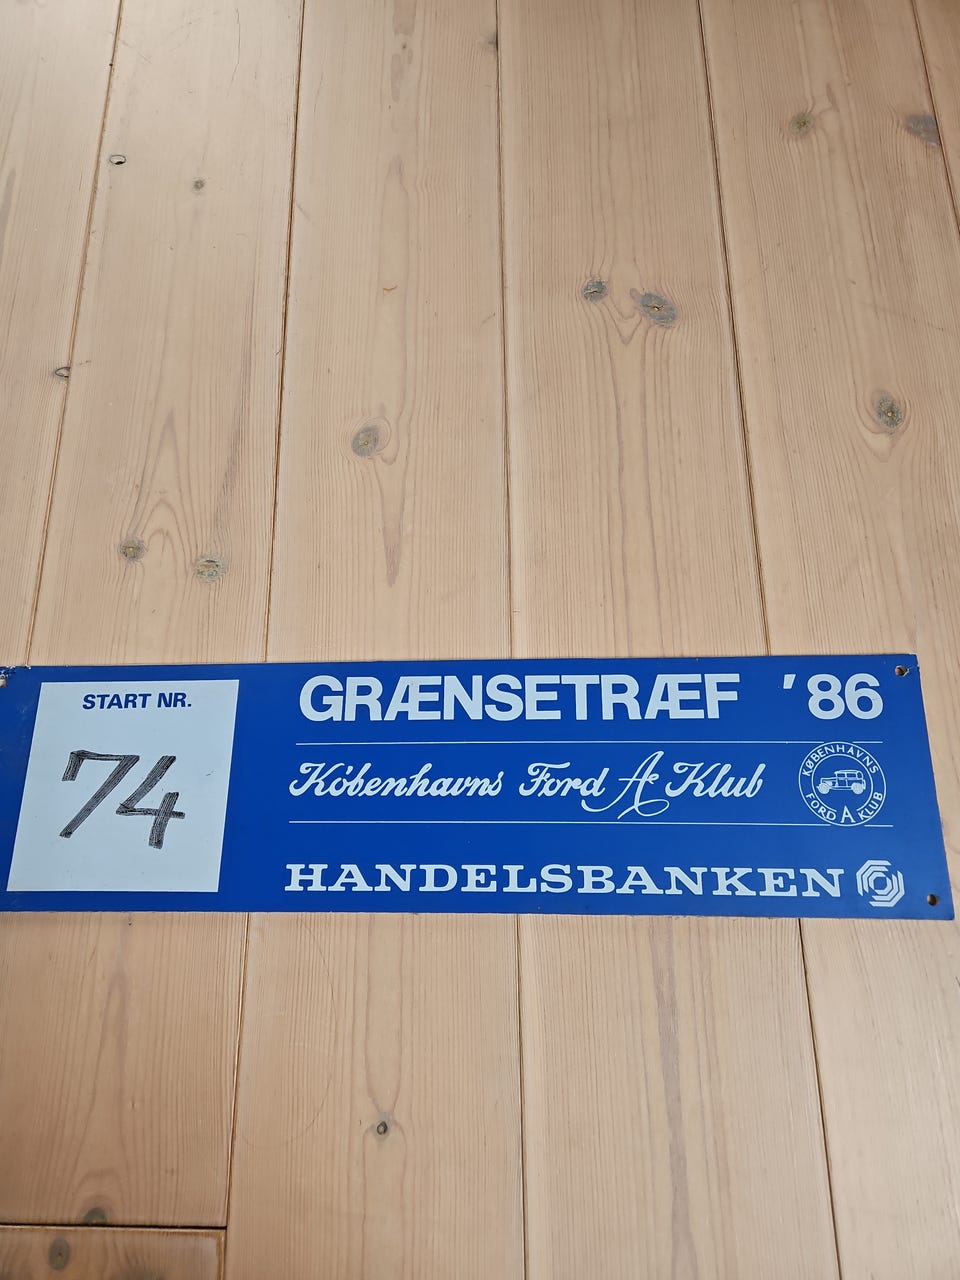 START NR.
74
GRÆNSETRÆF '86
Københavns Ford A Klub
KØBENHAVNS
FORD A KLUB
HANDELSBANKEN